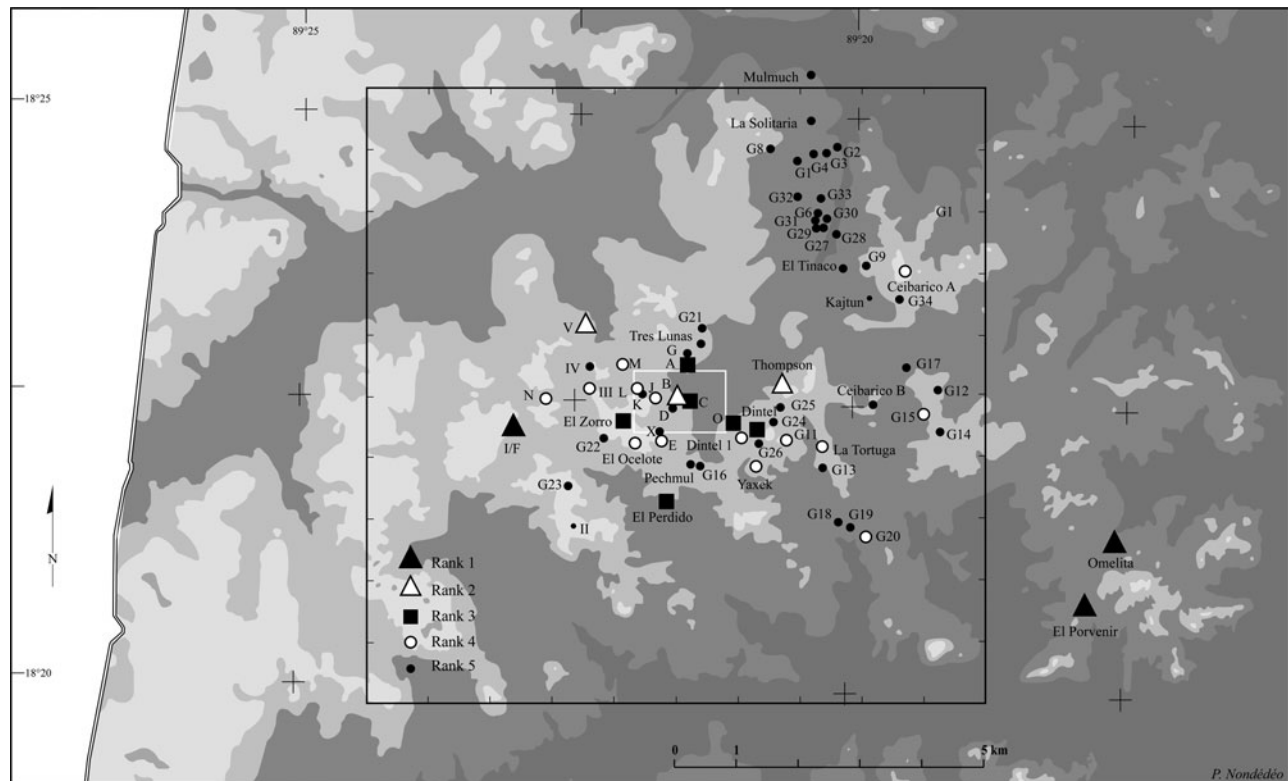 89°25
89°20
18°25
Mulmuch
La Solitaria
G8
G2
G3
G4
G1
G32
G33
G6
G30
G1
G31
G29
G27
G28
El Tinaco
G9
Ceibarico A
Kajtun
G34
G21
V
Tres Lunas
G
A
M
IV
Thompson
G17
III
L
J
B
G12
N
K
C
Ceibarico B
D
G25
G15
El Zorro
O
Dintel
G24
G14
I/F
X
G22
E
Dintel 1
G11
El Ocelote
G26
La Tortuga
Pechmul
G16
Yaxek
G13
G23
El Perdido
II
G18
G19
G20
N
Rank 1
Omelita
Rank 2
Rank 3
El Porvenir
Rank 4
Rank 5
18°20
0 1 5 km
P. Nondédéo